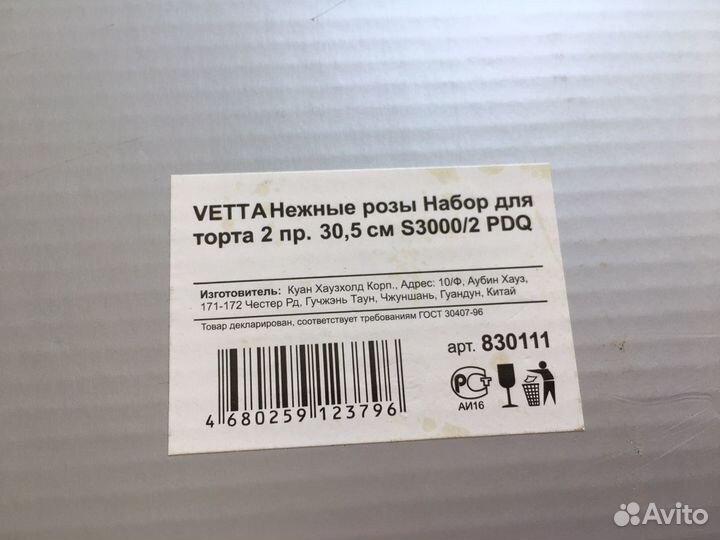 VETTA Нежные розы Набор для
торта 2 пр. 30,5 см S3000/2 PDQ
Изготовитель: Куан Хаузхолд Корп., Адрес: 10/Ф, Аубин Хауз,
171-172 Честер Рд, Гучжэнь Таун, Чжуншань, Гуандун, Китай
Товар декларирован, соответствует требованиям ГОСТ 30407-96
арт. 830111
РСТ
АИ16
4 680259 123796
Avito